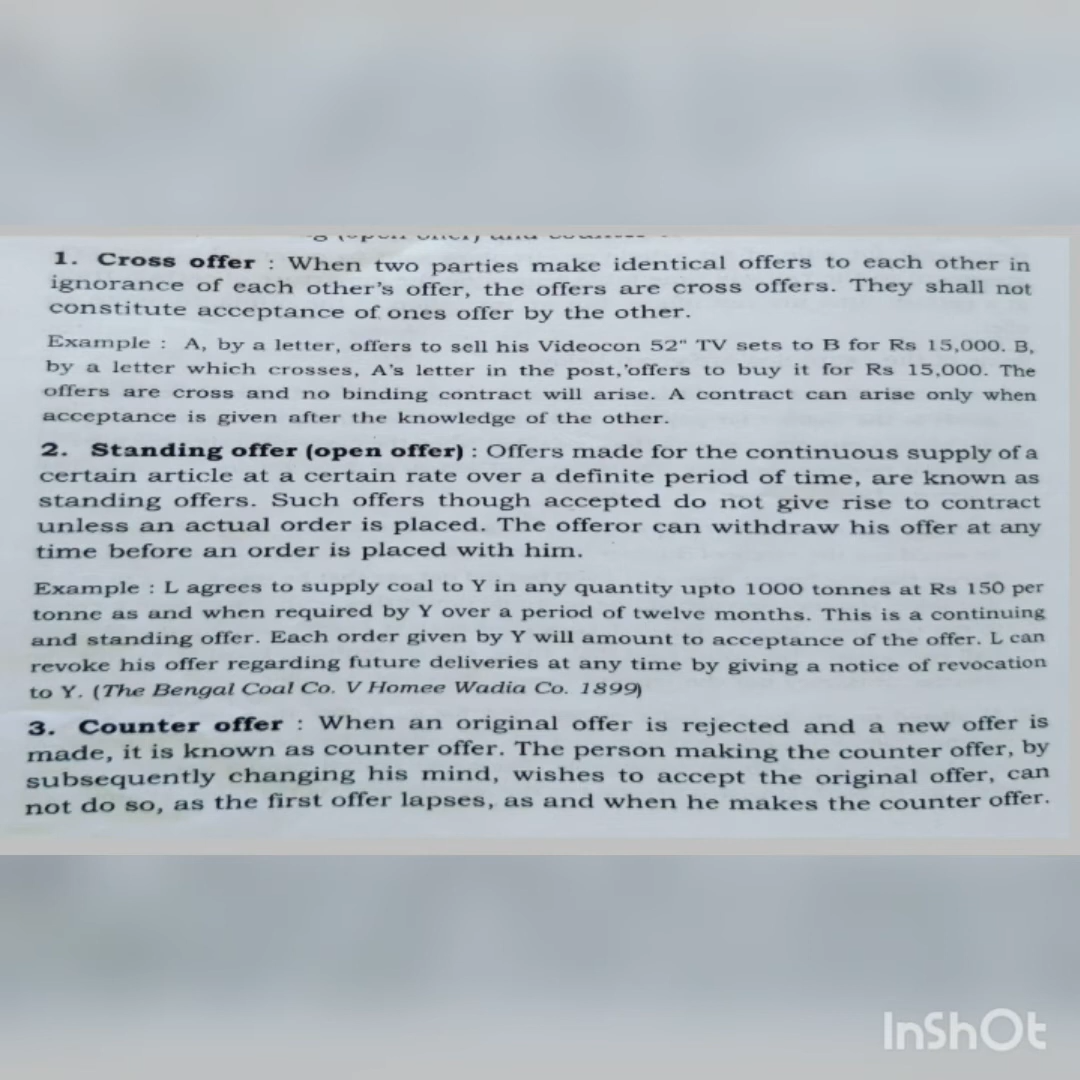 1. Cross offer : When two parties make identical offers to each other in
ignorance of each other's offer, the offers are cross offers. They shall not
constitute acceptance of ones offer by the other.
Example : A, by a letter, offers to sell his Videocon 52" TV sets to B for Rs 15,000. B,
by a letter which crosses, A's letter in the post,'offers to buy it for Rs 15,000. The
offers are cross and no binding contract will arise. A contract can arise only when
acceptance is given after the knowledge of the other.
2. Standing offer (open offer) : Offers made for the continuous supply of a
certain article at a certain rate over a definite period of time, are known as
standing offers. Such offers though accepted do not give rise to contract
unless an actual order is placed. The offeror can withdraw his offer at any
time before an order is placed with him.
Example : L agrees to supply coal to Y in any quantity upto 1000 tonnes at Rs 150 per
tonne as and when required by Y over a period of twelve months. This is a continuing
and standing offer. Each order given by Y will amount to acceptance of the offer. L can
revoke his offer regarding future deliveries at any time by giving a notice of revocation
to Y. (The Bengal Coal Co. V Homee Wadia Co. 1899)
3. Counter offer : When an original offer is rejected and a new offer is
made, it is known as counter offer. The person making the counter offer, by
subsequently changing his mind, wishes to accept the original offer, can
not do so, as the first offer lapses, as and when he makes the counter offer.
InShOt